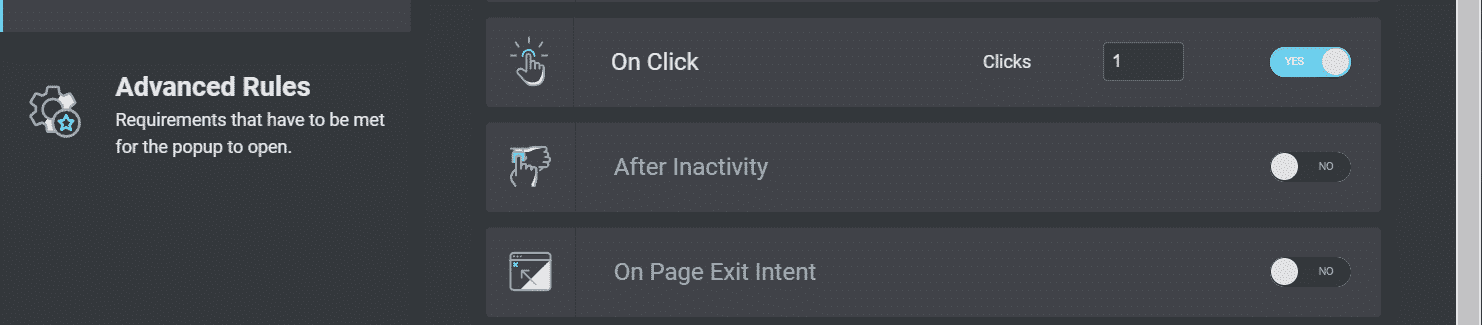 Advanced Rules
Requirements that have to be met
for the popup to open.
On Click
Clicks
1
YES
After Inactivity
NO
On Page Exit Intent
NO